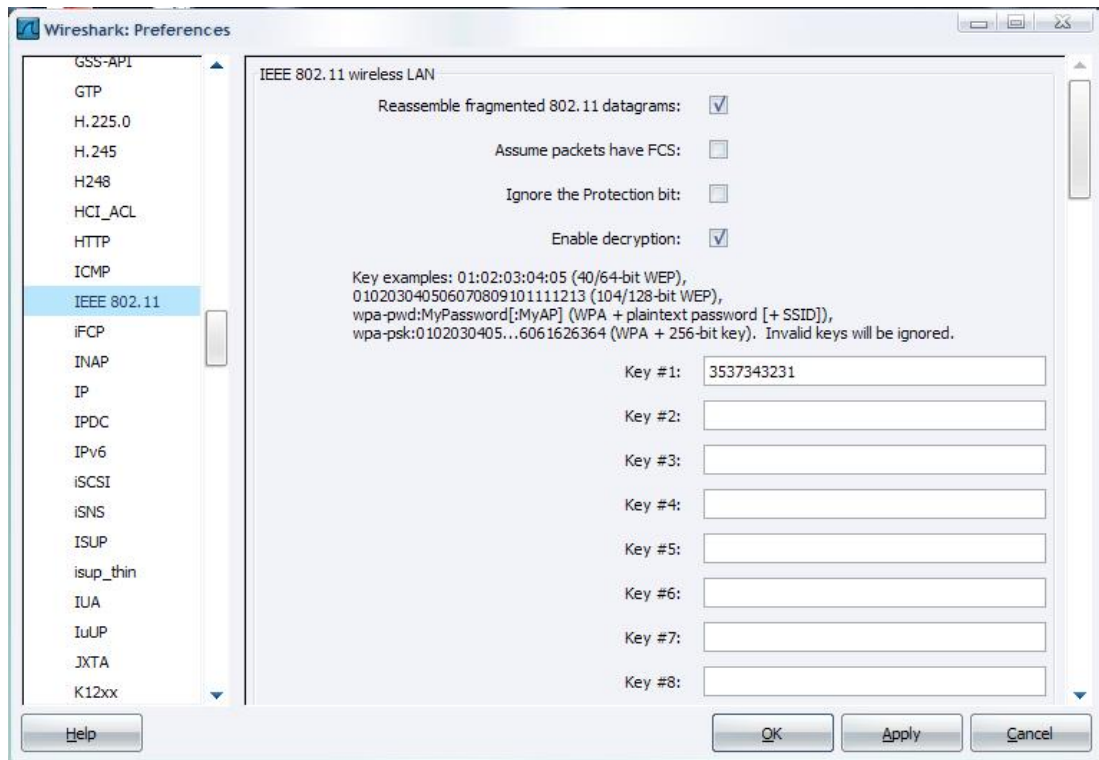 Wireshark: Preferences
GSS-API
GTP
H.225.0
H.245
H248
HCI_ACL
HTTP
ICMP
IEEE 802.11
iFCP
INAP
IP
IPDC
IPv6
iSCSI
iSNS
ISUP
isup_thin
IUA
IuUP
JXTA
K12xx
IEEE 802.11 wireless LAN
Reassemble fragmented 802.11 datagrams:
Assume packets have FCS:
Ignore the Protection bit:
Enable decryption:
Key examples: 01:02:03:04:05 (40/64-bit WEP),
010203040506070809101111213 (104/128-bit WEP),
wpa-pwd:MyPassword[:MyAP] (WPA + plaintext password [+ SSID]),
wpa-psk:0102030405...6061626364 (WPA + 256-bit key). Invalid keys will be ignored.
Key #1: 3537343231
Key #2:
Key #3:
Key #4:
Key #5:
Key #6:
Key #7:
Key #8:
Help
OK
Apply
Cancel